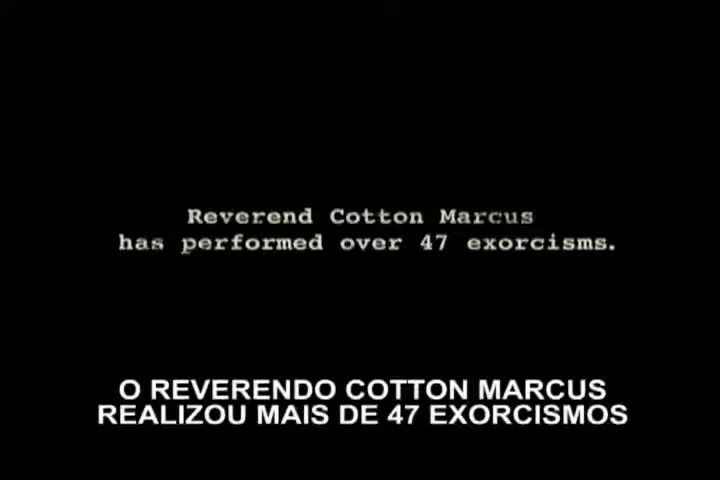 Reverend Cotton Marcus
has performed over 47 exorcisms.
O REVERENDO COTTON MARCUS
REALIZOU MAIS DE 47 EXORCISMOS